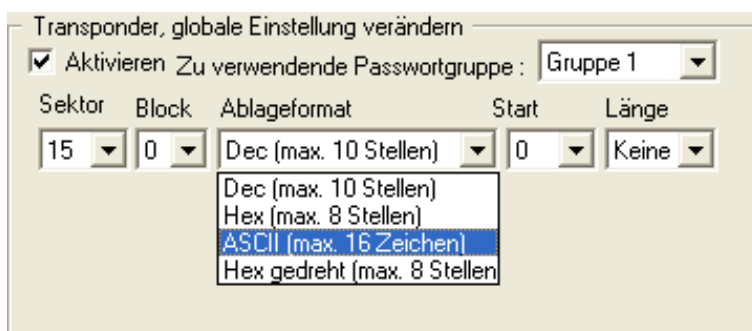 Transponder, globale Einstellung verändern
Aktivieren Zu verwendende Passwortgruppe : Gruppe 1
Sektor Block Ablageformat Start Länge
15 0 Dec (max. 10 Stellen) 0 Keine
Dec (max. 10 Stellen)
Hex (max. 8 Stellen)
ASCII (max. 16 Zeichen)
Hex gedreht (max. 8 Stellen